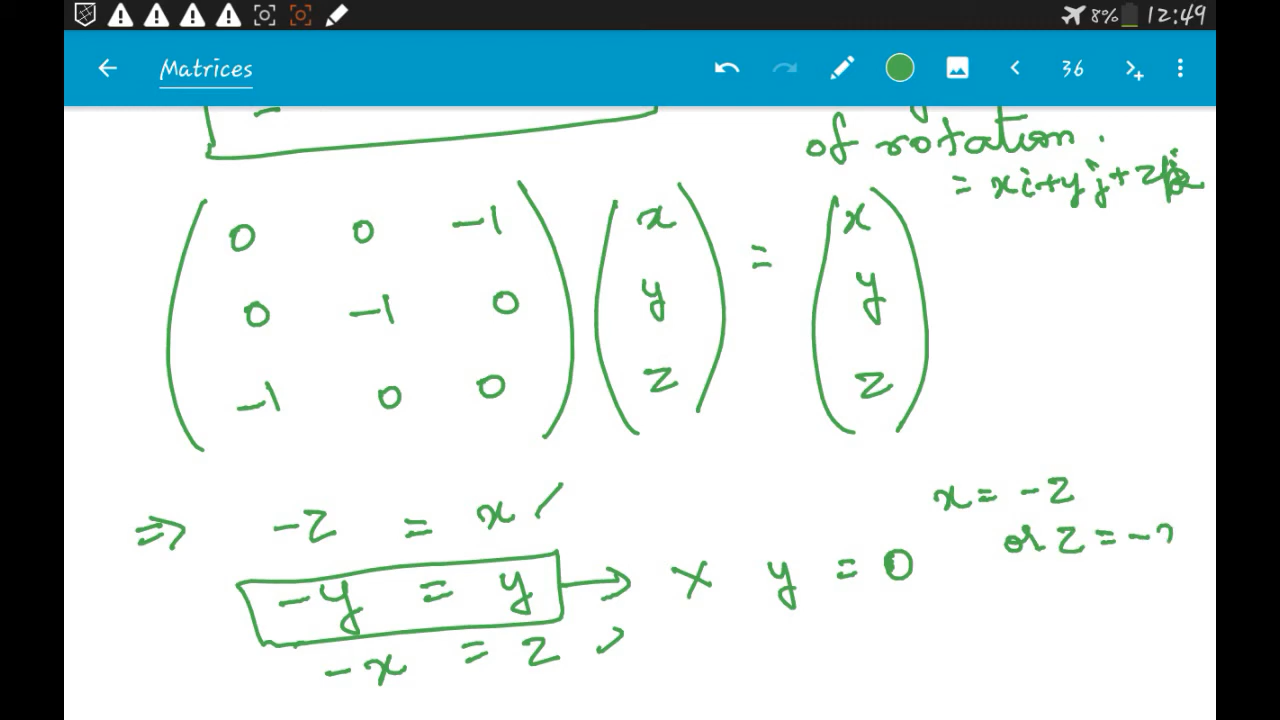 8% 12:49
Matrices 36
of rotation.
= xi+yj+zk
0 0 -1 x = x
0 -1 0 y y
-1 0 0 z z
⇒ -z = x
x = -z
or z = -x
-y = y → × y = 0
-x = z